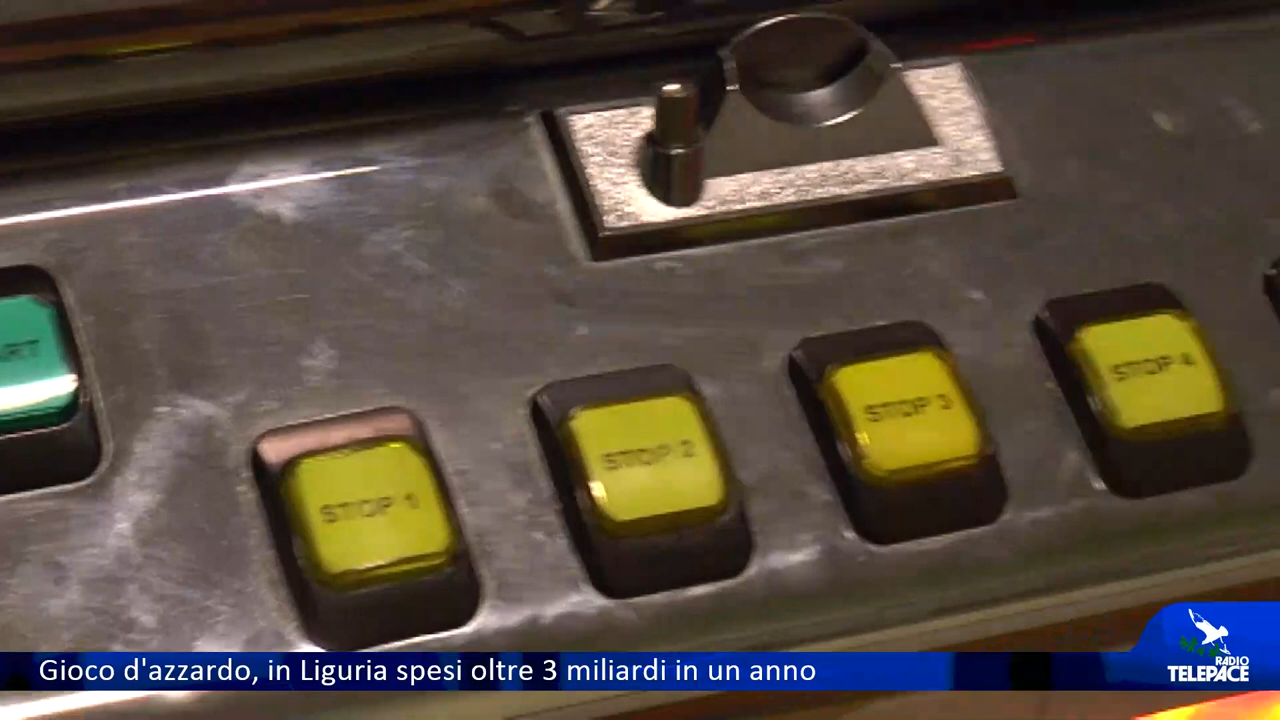 ART
STOP 1
STOP 2
STOP 3
STOP 4
Gioco d'azzardo, in Liguria spesi oltre 3 miliardi in un anno
RADIO
TELEPACE